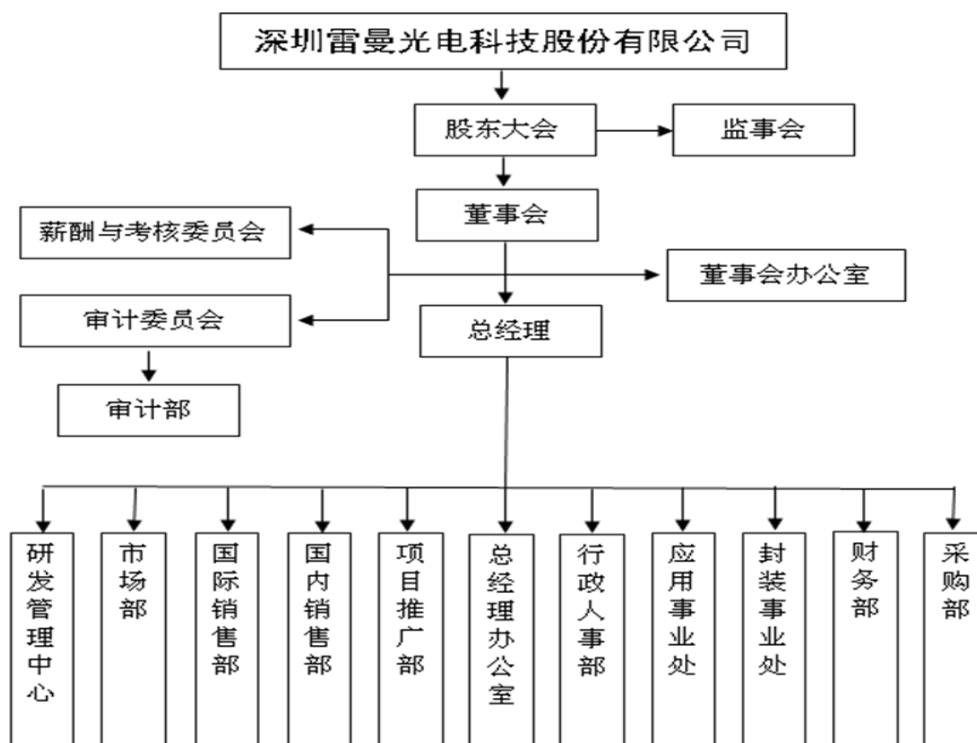 深圳雷曼光电科技股份有限公司
股东大会
监事会
董事会
薪酬与考核委员会
董事会办公室
审计委员会
总经理
审计部
研发管理中心
市场部
国际销售部
国内销售部
项目推广部
总经理办公室
行政人事部
应用事业处
封装事业处
财务部
采购部